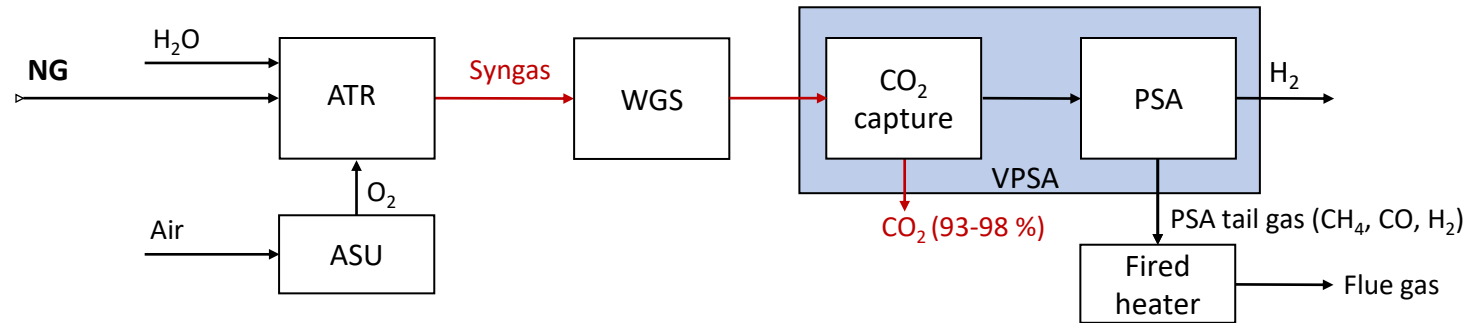 H₂O
NG
ATR
Syngas
WGS
CO₂
capture
PSA
H₂
VPSA
O₂
Air
ASU
CO₂ (93-98 %)
PSA tail gas (CH₄, CO, H₂)
Fired
heater
Flue gas